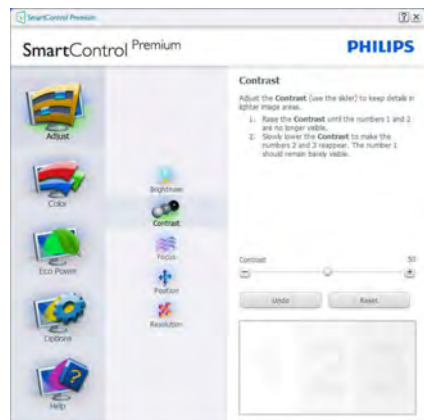 SmartControl Premium
SmartControl Premium
PHILIPS
Adjust
Color
Eco Power
Options
Help
Brightness
Contrast
Focus
Position
Resolution
Contrast
Adjust the Contrast (use the slider) to keep details in
lighter image areas.
1. Raise the Contrast until the numbers 1 and 2
are no longer visible.
2. Slowly lower the Contrast to make the
numbers 2 and 3 reappear. The number 1
should remain barely visible.
Contrast
50
Undo
Reset
1 2 3